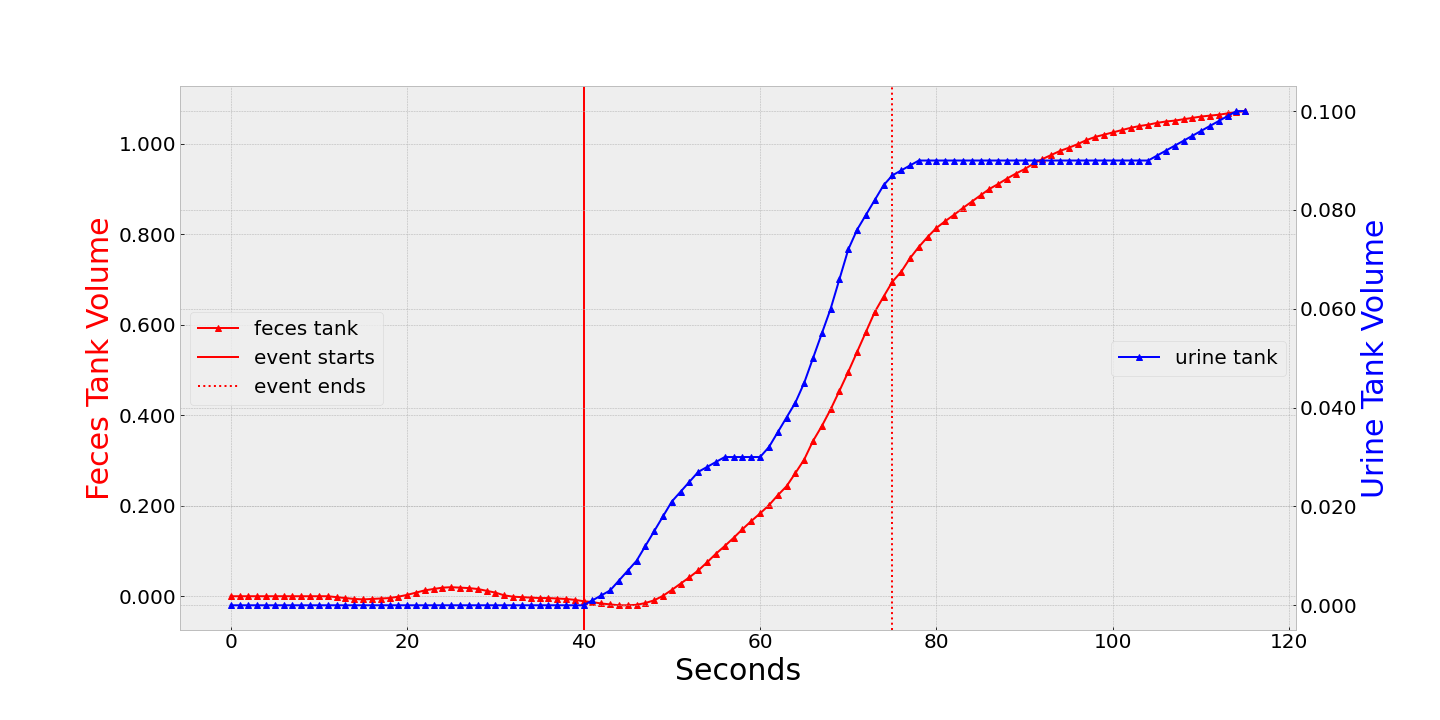 Feces Tank Volume
1.000
0.800
0.600
0.400
0.200
0.000
feces tank
event starts
event ends
urine tank
0.100
0.080
0.060
0.040
0.020
0.000
Urine Tank Volume
0 20 40 60 80 100 120
Seconds